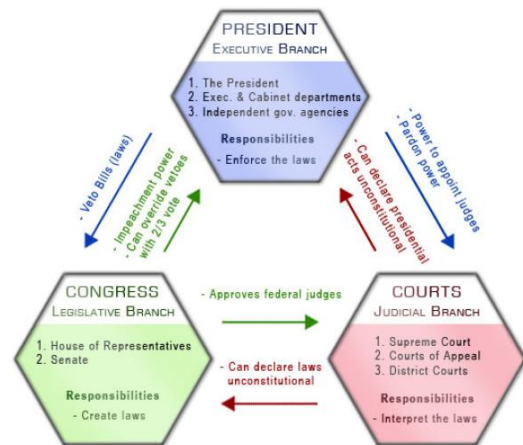 PRESIDENT
EXECUTIVE BRANCH
1. The President
2. Exec. & Cabinet departments
3. Independent gov. agencies
Responsibilities
- Enforce the laws
- Veto Bills (laws)
- Impeachment power
- Can override vetoes
with 2/3 vote
- Can declare presidential
acts unconstitutional
- Power to appoint judges
- Pardon power
CONGRESS
LEGISLATIVE BRANCH
1. House of Representatives
2. Senate
Responsibilities
- Create laws
- Approves federal judges
- Can declare laws
unconstitutional
COURTS
JUDICIAL BRANCH
1. Supreme Court
2. Courts of Appeal
3. District Courts
Responsibilities
- Interpret the laws